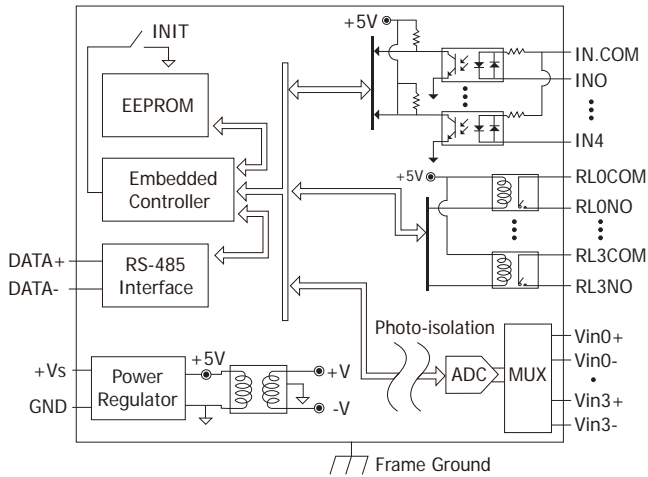 INIT
EEPROM
Embedded
Controller
RS-485
Interface
DATA+
DATA-
+Vs
GND
Power
Regulator
+5V
+V
-V
+5V
IN.COM
IN0
IN4
+5V
RL0COM
RL0NO
RL3COM
RL3NO
Photo-isolation
ADC
MUX
Vin0+
Vin0-
Vin3+
Vin3-
Frame Ground